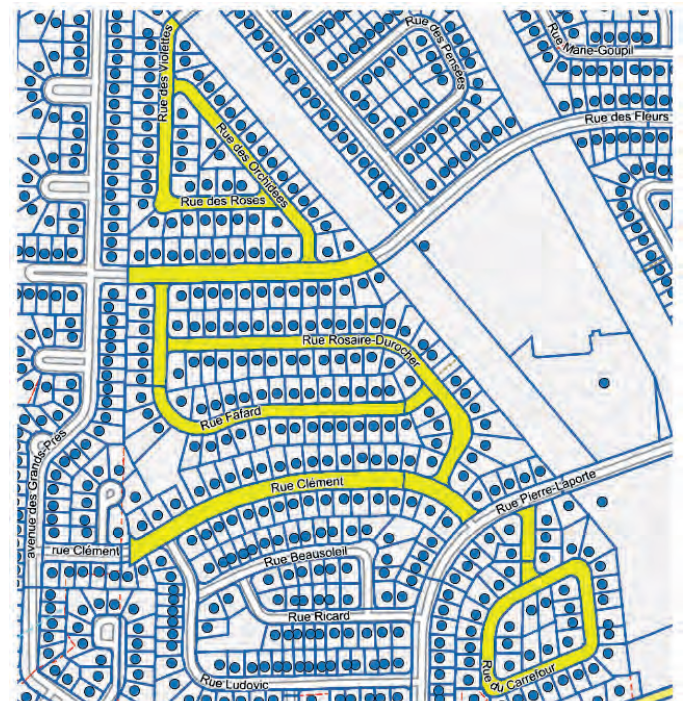 Rue des Pensées
Rue Marie-Goupil
Rue des Violettes
Rue des Fleurs
Rue des Orchidées
Rue des Roses
Rue Rosaire-Durocher
Rue Fafard
avenue des Grands-Prés
Rue Clément
Rue Pierre-Laporte
rue Clément
Rue Beausoleil
Rue Ricard
Rue Ludovic
Rue du Carrefour